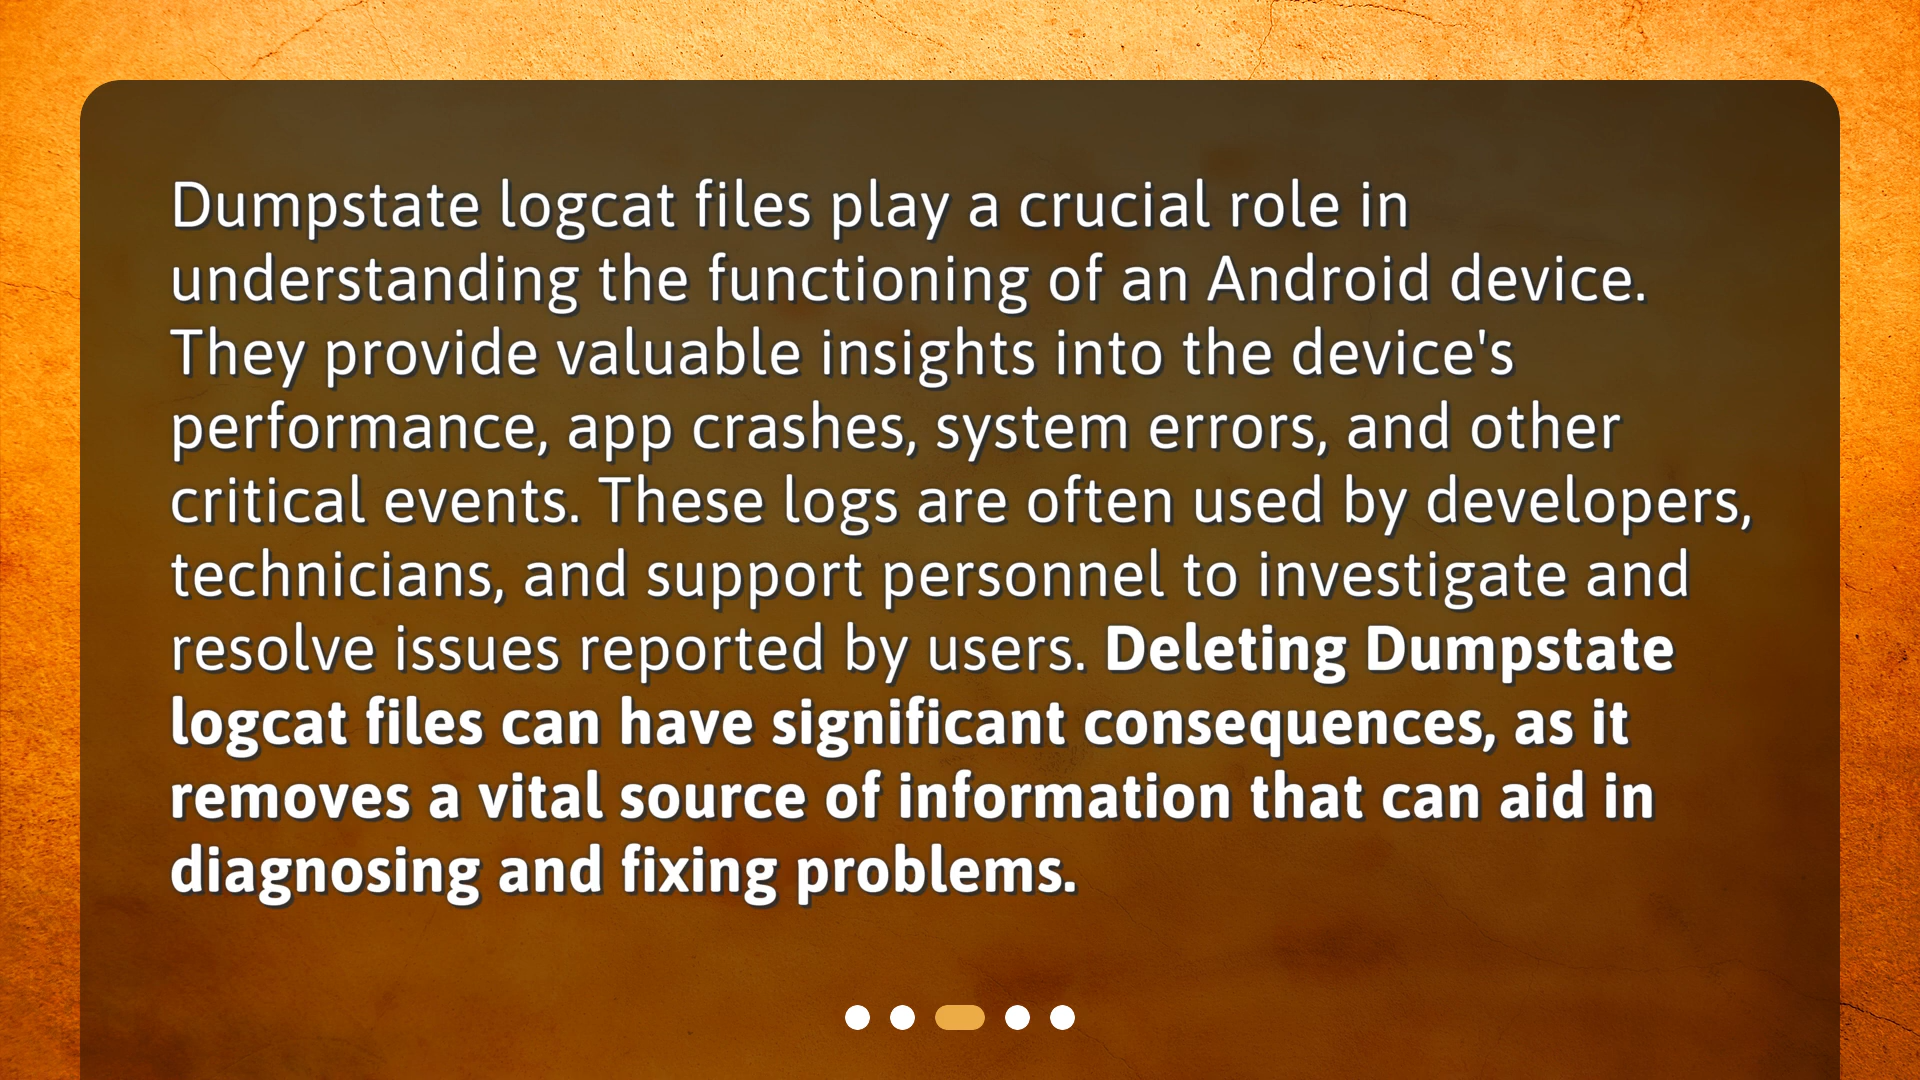 Dumpstate logcat files play a crucial role in
understanding the functioning of an Android device.
They provide valuable insights into the device's
performance, app crashes, system errors, and other
critical events. These logs are often used by developers,
technicians, and support personnel to investigate and
resolve issues reported by users. Deleting Dumpstate
logcat files can have significant consequences, as it
removes a vital source of information that can aid in
diagnosing and fixing problems.